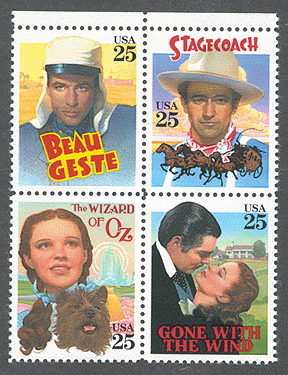 USA
25
BEAU
GESTE
STAGECOACH
USA
25
The WIZARD
OF OZ
USA
25
USA
25
GONE WITH
THE WIND